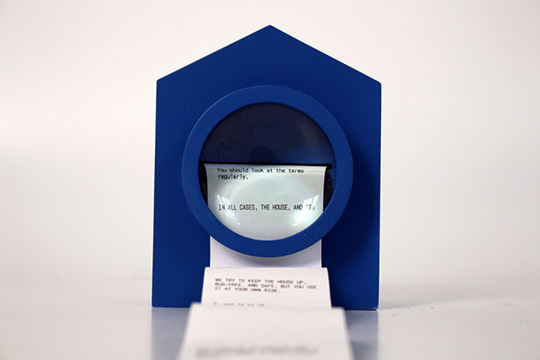 You should look at the terms
regularly.
IN ALL CASES, THE HOUSE, AND
WE TRY TO KEEP THE HOUSE UP,
BUG-FREE, AND SAFE, BUT YOU USE
IT AT YOUR OWN RISK.